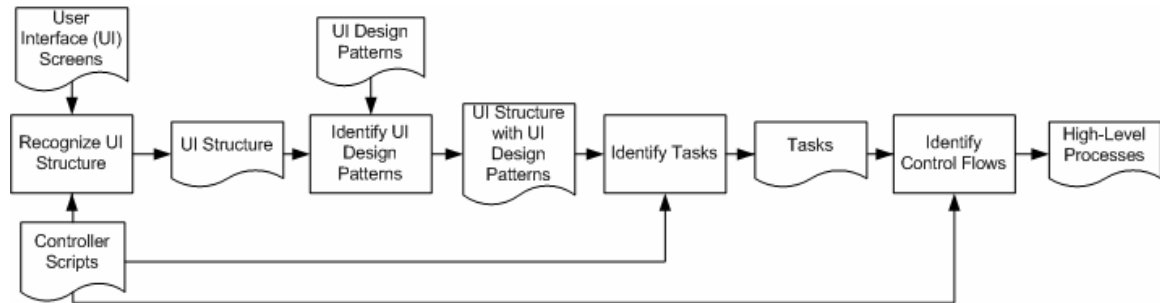 User
Interface (UI)
Screens
UI Design
Patterns
Recognize UI
Structure
UI Structure
Identify UI
Design
Patterns
UI Structure
with UI
Design
Patterns
Identify Tasks
Tasks
Identify
Control Flows
High-Level
Processes
Controller
Scripts